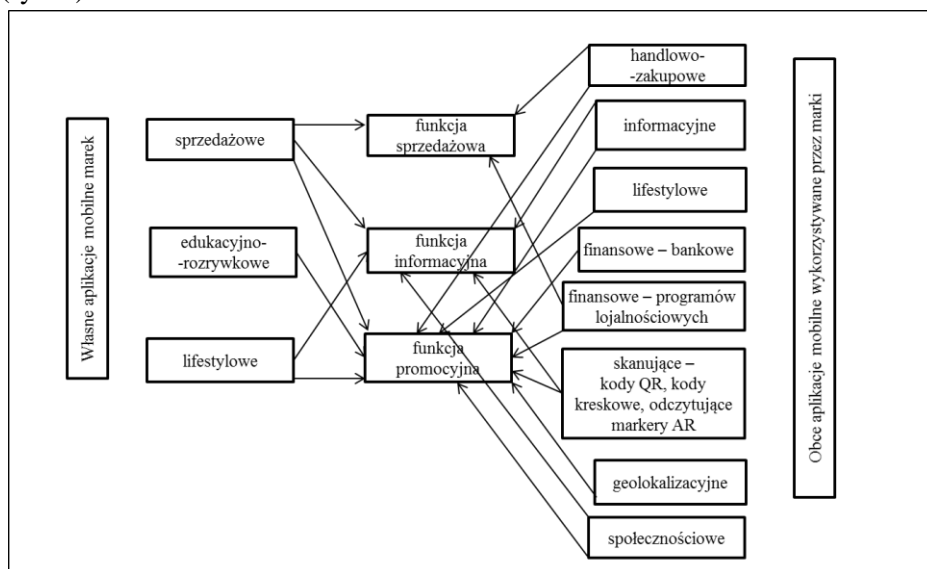 Własne aplikacje mobilne marek
sprzedażowe
edukacyjno-
-rozrywkowe
lifestylowe
funkcja
sprzedażowa
funkcja
informacyjna
funkcja
promocyjna
handlowo-
-zakupowe
informacyjne
lifestylowe
finansowe – bankowe
finansowe – programów
lojalnościowych
skanujące –
kody QR, kody
kreskowe, odczytujące
markery AR
geolokalizacyjne
społecznościowe
Obce aplikacje mobilne wykorzystywane przez marki